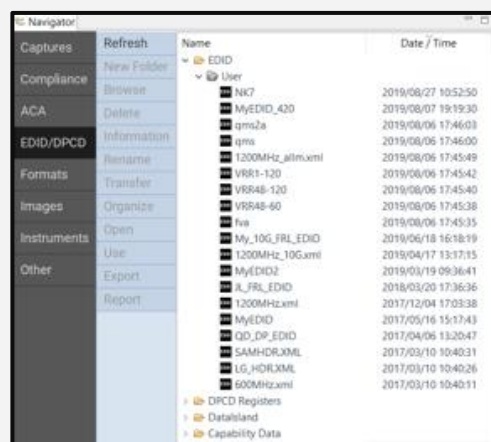 Navigator
Captures
Compliance
ACA
EDID/DPCD
Formats
Images
Instruments
Other
Refresh
New Folder
Browse
Delete
Information
Rename
Transfer
Organize
Open
Use
Export
Report
Name Date / Time
EDID
User
NK7 2019/08/27 10:52:50
MyEDID_420 2019/08/07 19:19:30
qms2a 2019/08/06 17:46:03
qms 2019/08/06 17:46:00
1200MHz_allm.xml 2019/08/06 17:45:49
VRR1-120 2019/08/06 17:45:42
VRR48-120 2019/08/06 17:45:40
VRR48-60 2019/08/06 17:45:38
fva 2019/08/06 17:45:35
My_10G_FRL_EDID 2019/06/18 16:18:19
1200MHz_10G.xml 2019/04/17 13:17:15
MyEDID2 2019/03/19 09:36:41
JL_FRL_EDID 2018/03/20 17:36:36
1200MHz.xml 2017/12/04 17:03:38
MyEDID 2017/05/16 15:17:43
QD_DP_EDID 2017/04/06 13:20:47
SAMHDR.XML 2017/03/10 10:40:31
LG_HDR.XML 2017/03/10 10:40:26
600MHz.xml 2017/03/10 10:40:11
DPCD Registers
DataIsland
Capability Data